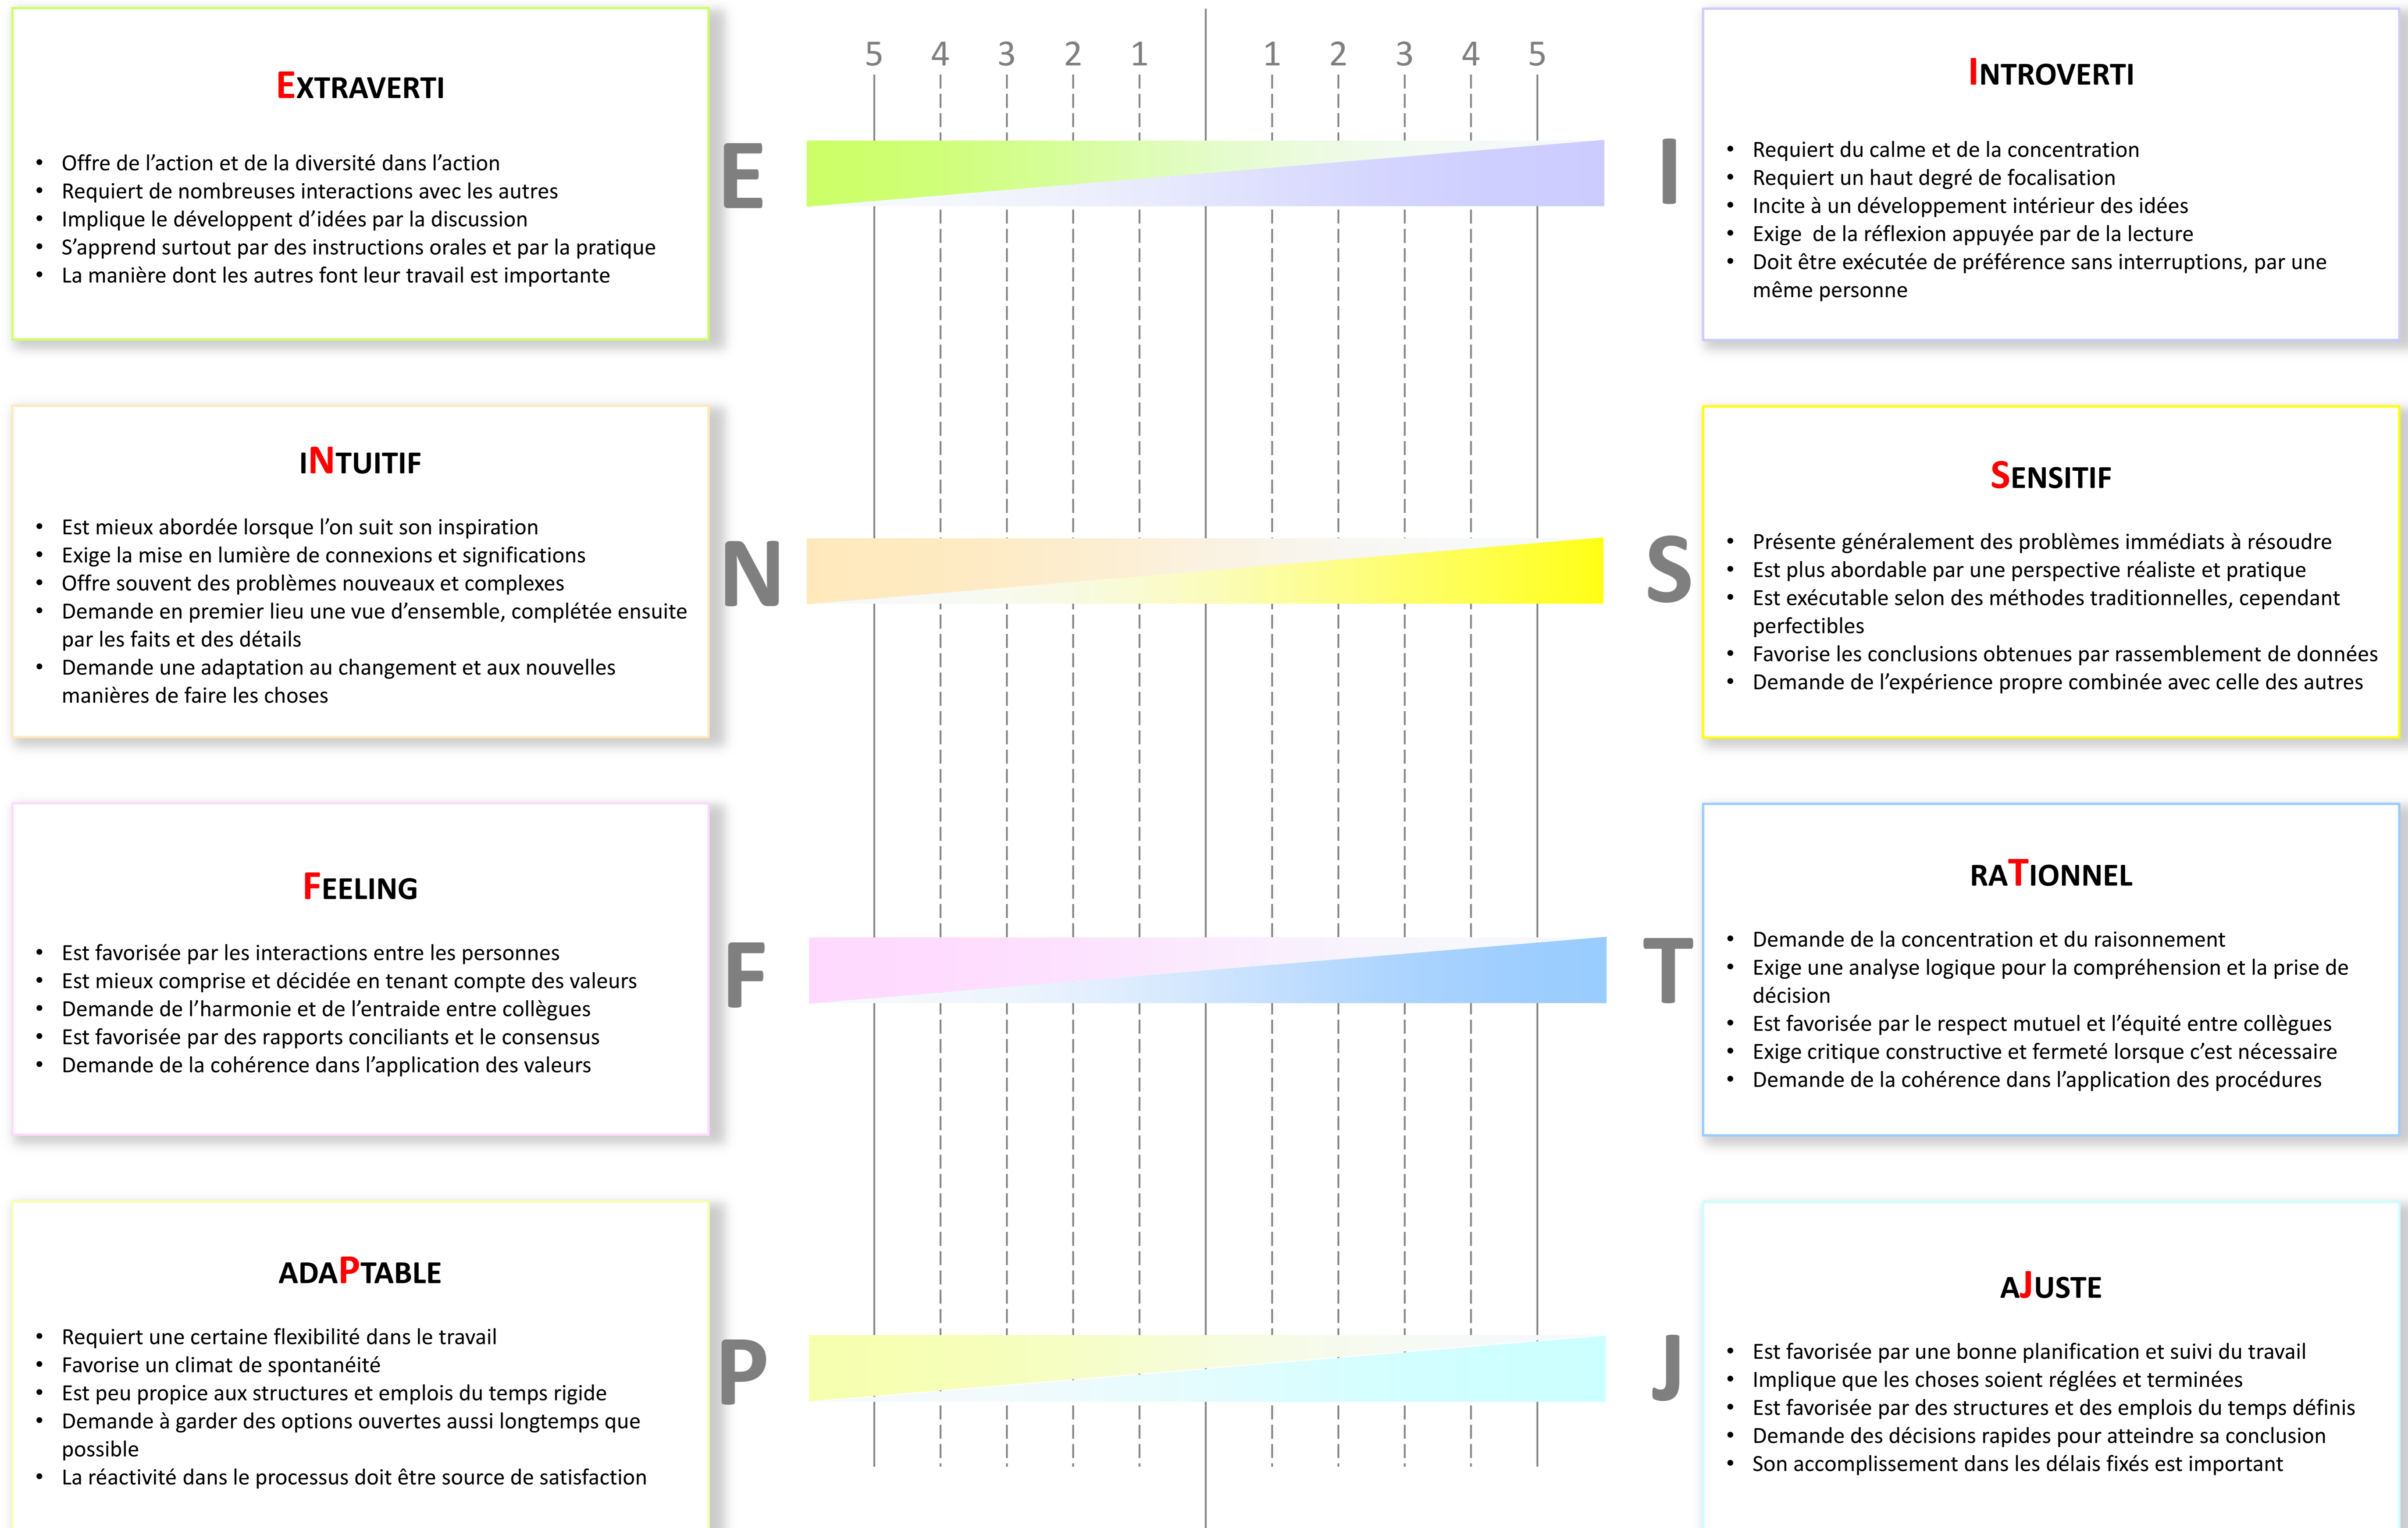 EXTRAVERTI
• Offre de l'action et de la diversité dans l'action
• Requiert de nombreuses interactions avec les autres
• Implique le développent d'idées par la discussion
• S'apprend surtout par des instructions orales et par la pratique
• La manière dont les autres font leur travail est importante
5 4 3 2 1 1 2 3 4 5
E
I
INTROVERTI
• Requiert du calme et de la concentration
• Requiert un haut degré de focalisation
• Incite à un développement intérieur des idées
• Exige  de la réflexion appuyée par de la lecture
• Doit être exécutée de préférence sans interruptions, par une
même personne
INTUITIF
• Est mieux abordée lorsque l'on suit son inspiration
• Exige la mise en lumière de connexions et significations
• Offre souvent des problèmes nouveaux et complexes
• Demande en premier lieu une vue d'ensemble, complétée ensuite
par les faits et des détails
• Demande une adaptation au changement et aux nouvelles
manières de faire les choses
N
S
SENSITIF
• Présente généralement des problèmes immédiats à résoudre
• Est plus abordable par une perspective réaliste et pratique
• Est exécutable selon des méthodes traditionnelles, cependant
perfectibles
• Favorise les conclusions obtenues par rassemblement de données
• Demande de l'expérience propre combinée avec celle des autres
FEELING
• Est favorisée par les interactions entre les personnes
• Est mieux comprise et décidée en tenant compte des valeurs
• Demande de l'harmonie et de l'entraide entre collègues
• Est favorisée par des rapports conciliants et le consensus
• Demande de la cohérence dans l'application des valeurs
F
T
RATIONNEL
• Demande de la concentration et du raisonnement
• Exige une analyse logique pour la compréhension et la prise de
décision
• Est favorisée par le respect mutuel et l'équité entre collègues
• Exige critique constructive et fermeté lorsque c'est nécessaire
• Demande de la cohérence dans l'application des procédures
ADAPTABLE
• Requiert une certaine flexibilité dans le travail
• Favorise un climat de spontanéité
• Est peu propice aux structures et emplois du temps rigide
• Demande à garder des options ouvertes aussi longtemps que
possible
• La réactivité dans le processus doit être source de satisfaction
P
J
AJUSTE
• Est favorisée par une bonne planification et suivi du travail
• Implique que les choses soient réglées et terminées
• Est favorisée par des structures et des emplois du temps définis
• Demande des décisions rapides pour atteindre sa conclusion
• Son accomplissement dans les délais fixés est important